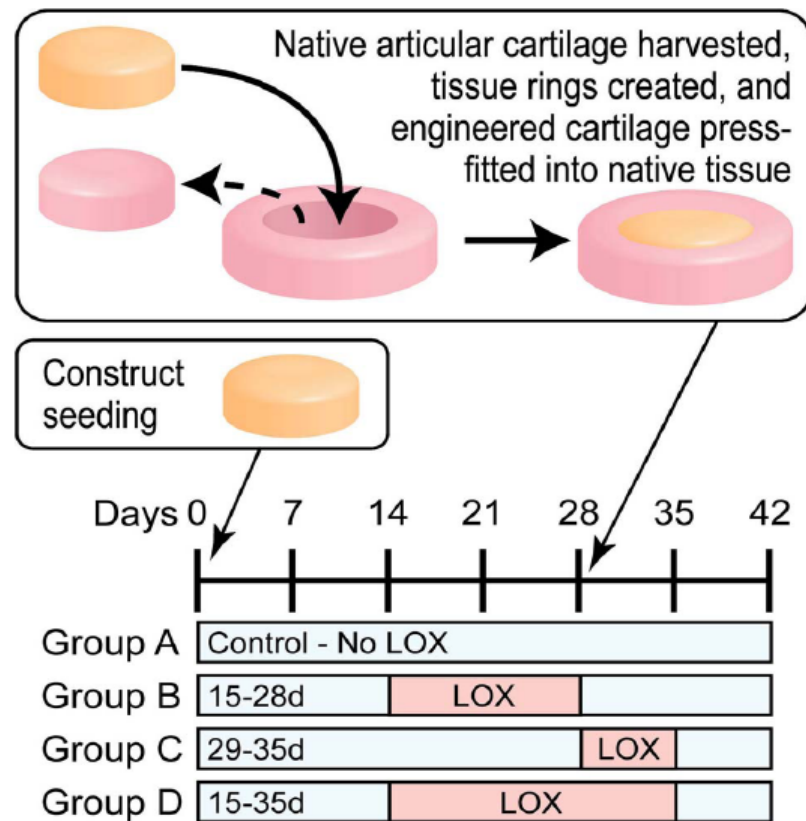 Native articular cartilage harvested,
tissue rings created, and
engineered cartilage press-
fitted into native tissue
Construct
seeding
Days 0 7 14 21 28 35 42
Group A Control - No LOX
Group B 15-28d LOX
Group C 29-35d LOX
Group D 15-35d LOX